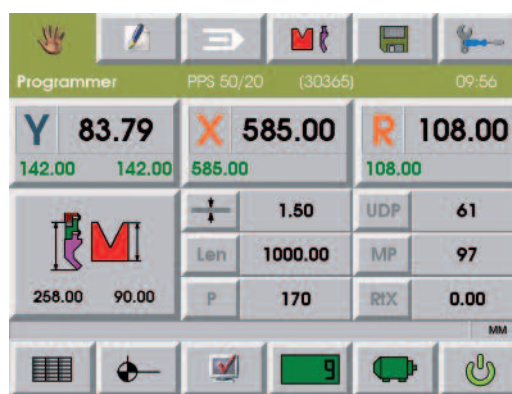 Programmer PPS 50/20 (30365) 09:56
Y 83.79 X 585.00 R 108.00
142.00 142.00 585.00 108.00
1.50 UDP 61
Len 1000.00 MP 97
258.00 90.00 P 170 RtX 0.00
MM
9